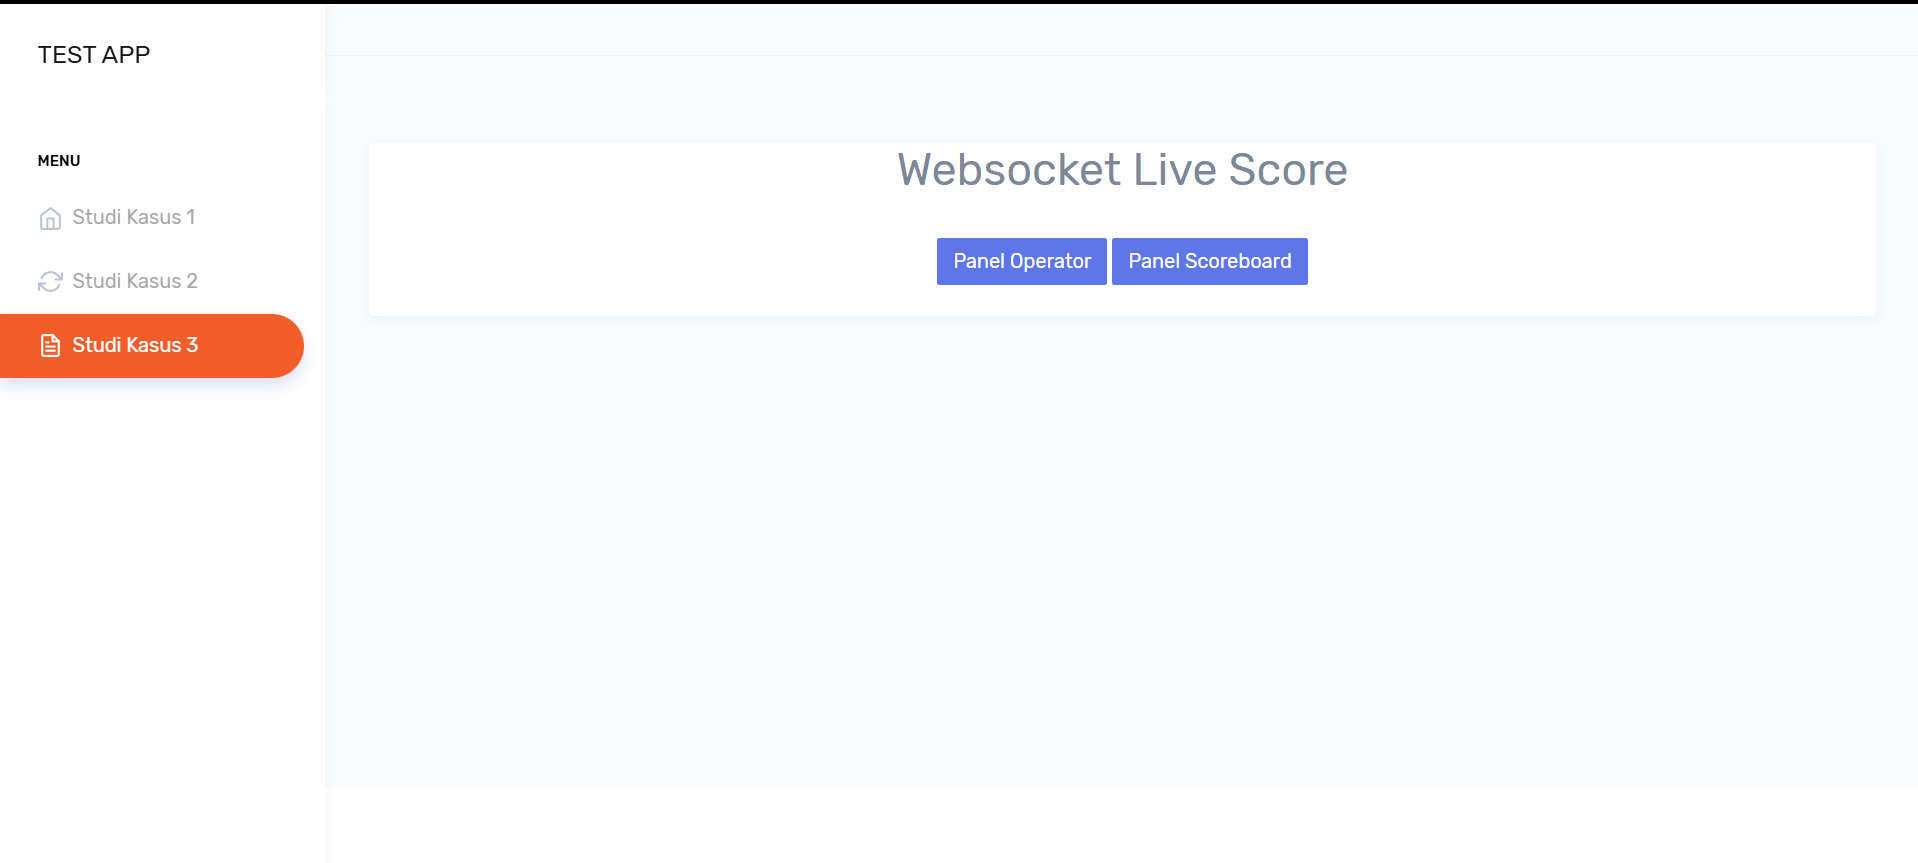 TEST APP
MENU
Studi Kasus 1
Studi Kasus 2
Studi Kasus 3
Websocket Live Score
Panel Operator
Panel Scoreboard